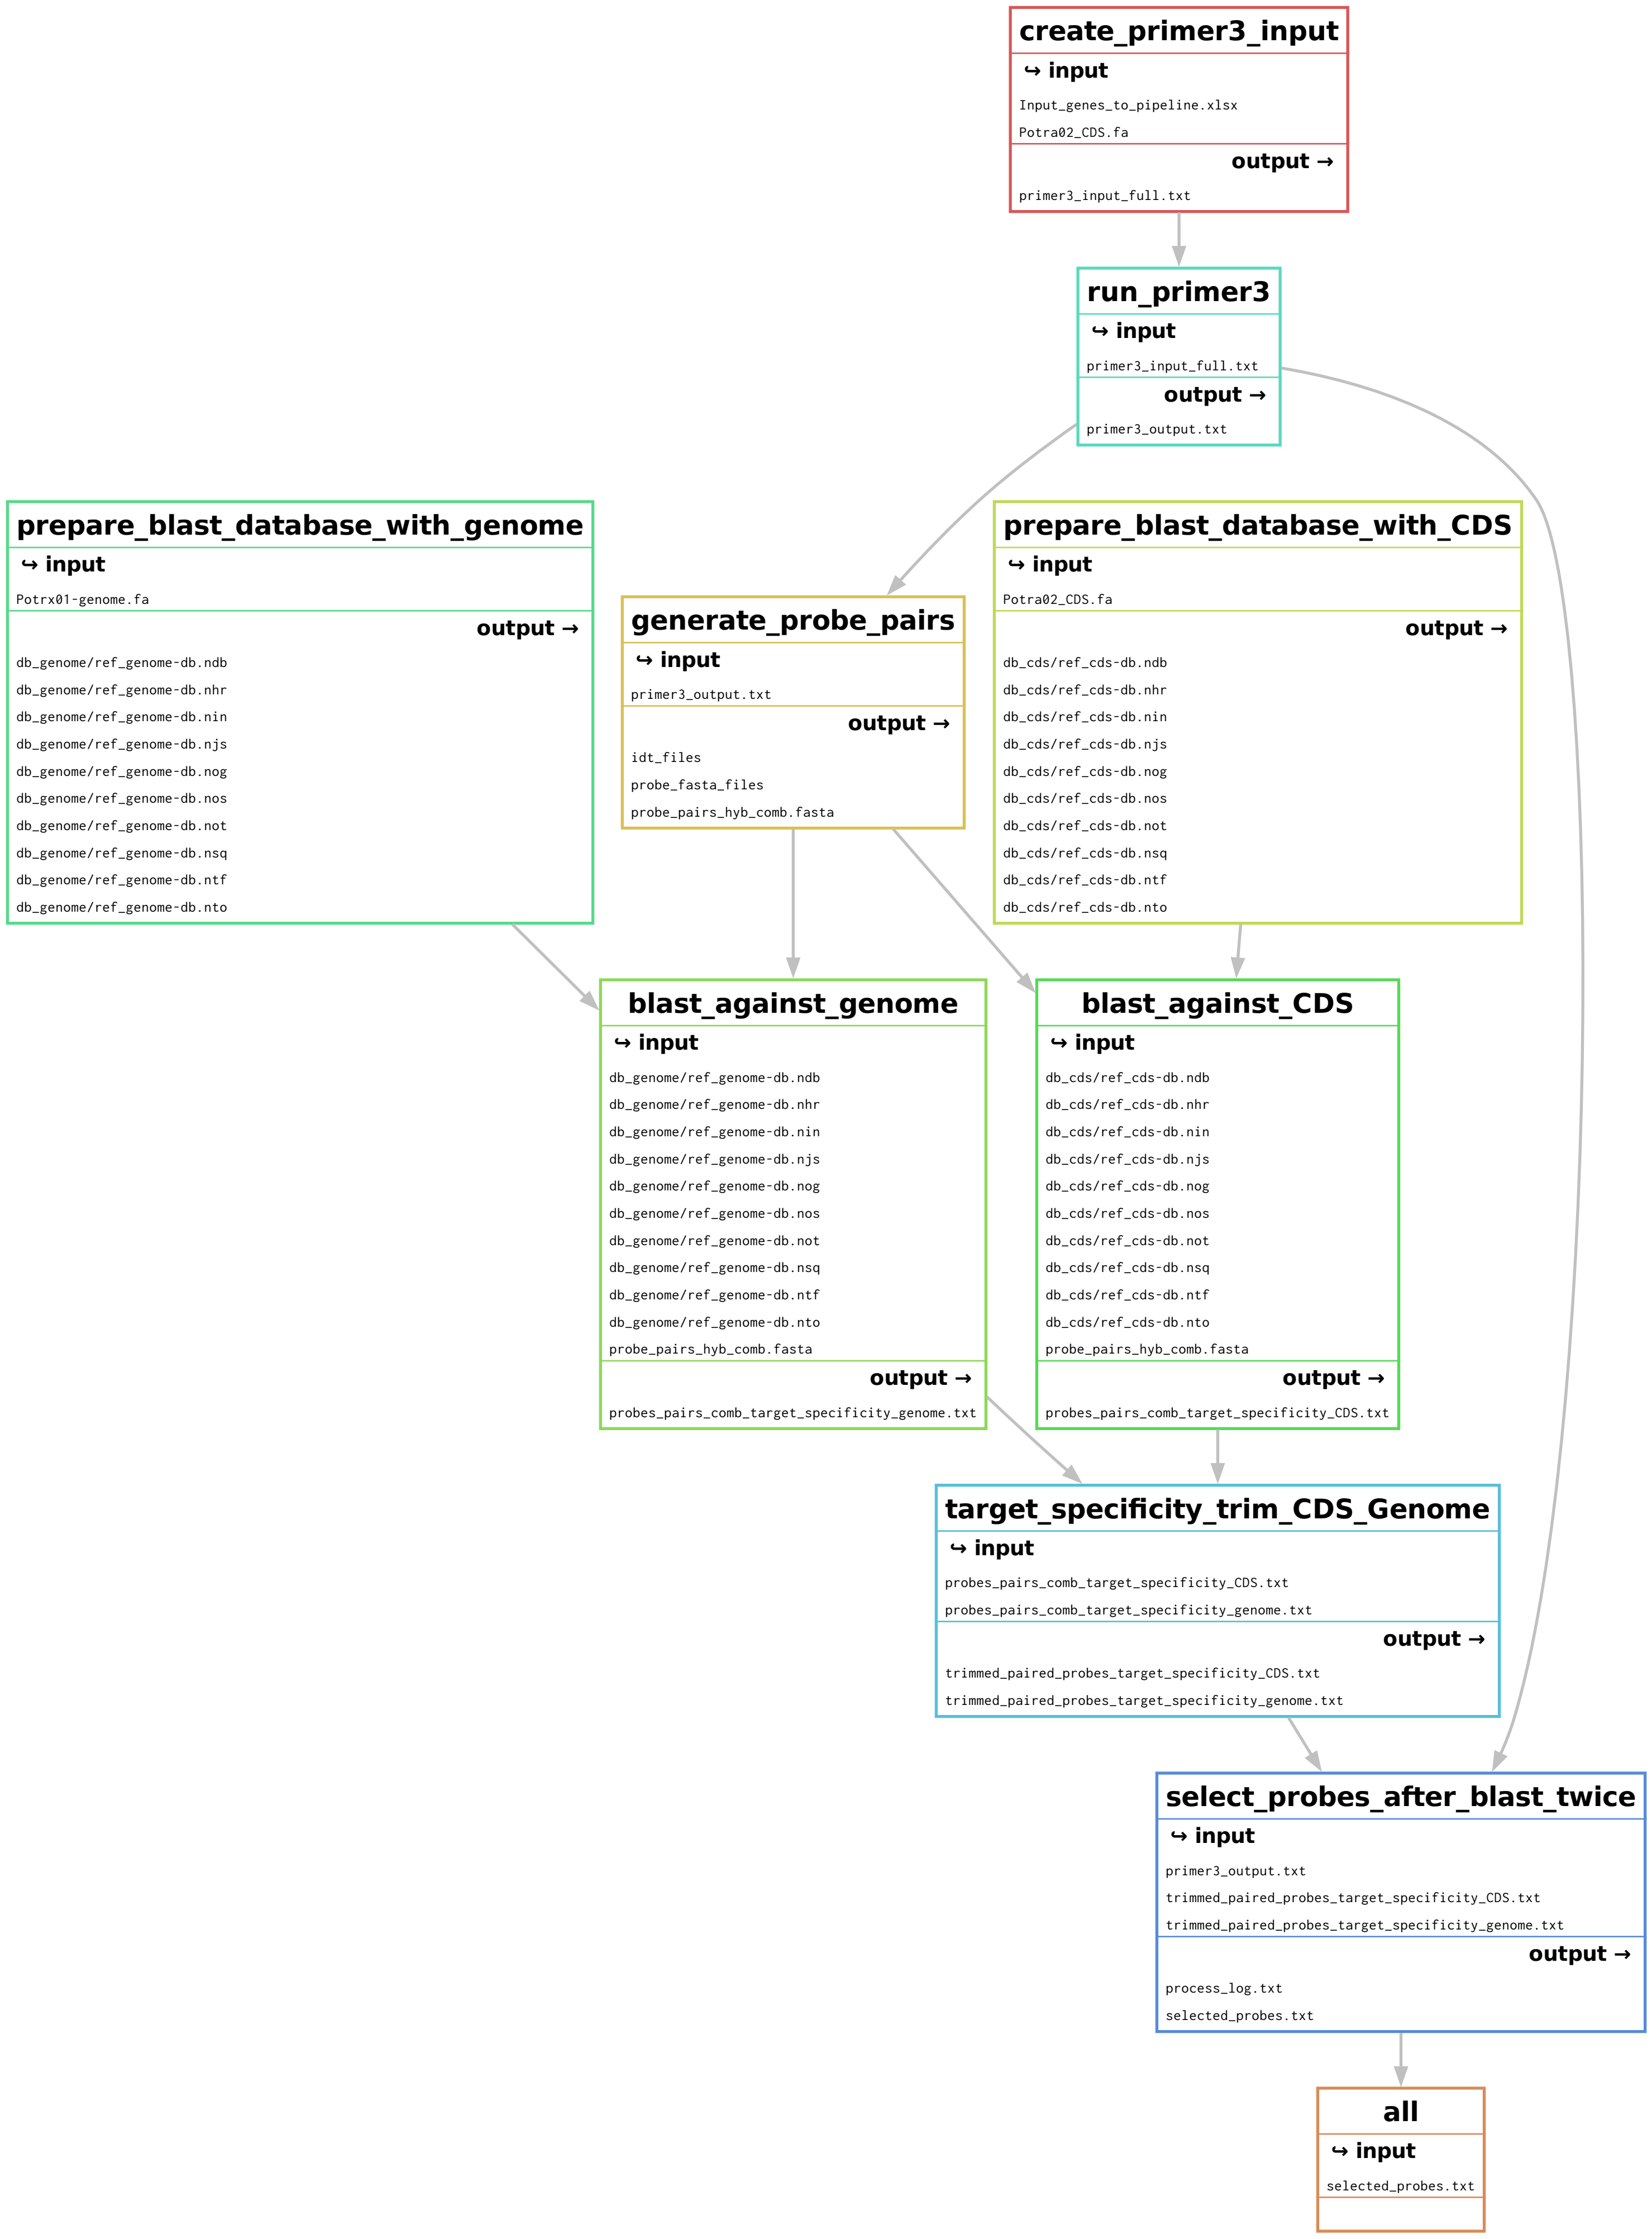 create_primer3_input
↪ input
Input_genes_to_pipeline.xlsx
Potra02_CDS.fa
output →
primer3_input_full.txt
run_primer3
↪ input
primer3_input_full.txt
output →
primer3_output.txt
prepare_blast_database_with_genome
↪ input
Potrx01-genome.fa
output →
db_genome/ref_genome-db.ndb
db_genome/ref_genome-db.nhr
db_genome/ref_genome-db.nin
db_genome/ref_genome-db.njs
db_genome/ref_genome-db.nog
db_genome/ref_genome-db.nos
db_genome/ref_genome-db.not
db_genome/ref_genome-db.nsq
db_genome/ref_genome-db.ntf
db_genome/ref_genome-db.nto
generate_probe_pairs
↪ input
primer3_output.txt
output →
idt_files
probe_fasta_files
probe_pairs_hyb_comb.fasta
prepare_blast_database_with_CDS
↪ input
Potra02_CDS.fa
output →
db_cds/ref_cds-db.ndb
db_cds/ref_cds-db.nhr
db_cds/ref_cds-db.nin
db_cds/ref_cds-db.njs
db_cds/ref_cds-db.nog
db_cds/ref_cds-db.nos
db_cds/ref_cds-db.not
db_cds/ref_cds-db.nsq
db_cds/ref_cds-db.ntf
db_cds/ref_cds-db.nto
blast_against_genome
↪ input
db_genome/ref_genome-db.ndb
db_genome/ref_genome-db.nhr
db_genome/ref_genome-db.nin
db_genome/ref_genome-db.njs
db_genome/ref_genome-db.nog
db_genome/ref_genome-db.nos
db_genome/ref_genome-db.not
db_genome/ref_genome-db.nsq
db_genome/ref_genome-db.ntf
db_genome/ref_genome-db.nto
probe_pairs_hyb_comb.fasta
output →
probes_pairs_comb_target_specificity_genome.txt
blast_against_CDS
↪ input
db_cds/ref_cds-db.ndb
db_cds/ref_cds-db.nhr
db_cds/ref_cds-db.nin
db_cds/ref_cds-db.njs
db_cds/ref_cds-db.nog
db_cds/ref_cds-db.nos
db_cds/ref_cds-db.not
db_cds/ref_cds-db.nsq
db_cds/ref_cds-db.ntf
db_cds/ref_cds-db.nto
probe_pairs_hyb_comb.fasta
output →
probes_pairs_comb_target_specificity_CDS.txt
target_specificity_trim_CDS_Genome
↪ input
probes_pairs_comb_target_specificity_CDS.txt
probes_pairs_comb_target_specificity_genome.txt
output →
trimmed_paired_probes_target_specificity_CDS.txt
trimmed_paired_probes_target_specificity_genome.txt
select_probes_after_blast_twice
↪ input
primer3_output.txt
trimmed_paired_probes_target_specificity_CDS.txt
trimmed_paired_probes_target_specificity_genome.txt
output →
process_log.txt
selected_probes.txt
all
↪ input
selected_probes.txt